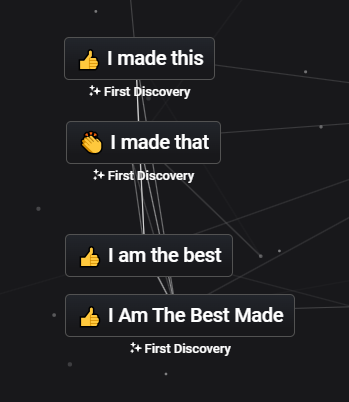 👍 I made this
First Discovery
👏 I made that
First Discovery
👍 I am the best
👍 I Am The Best Made
First Discovery